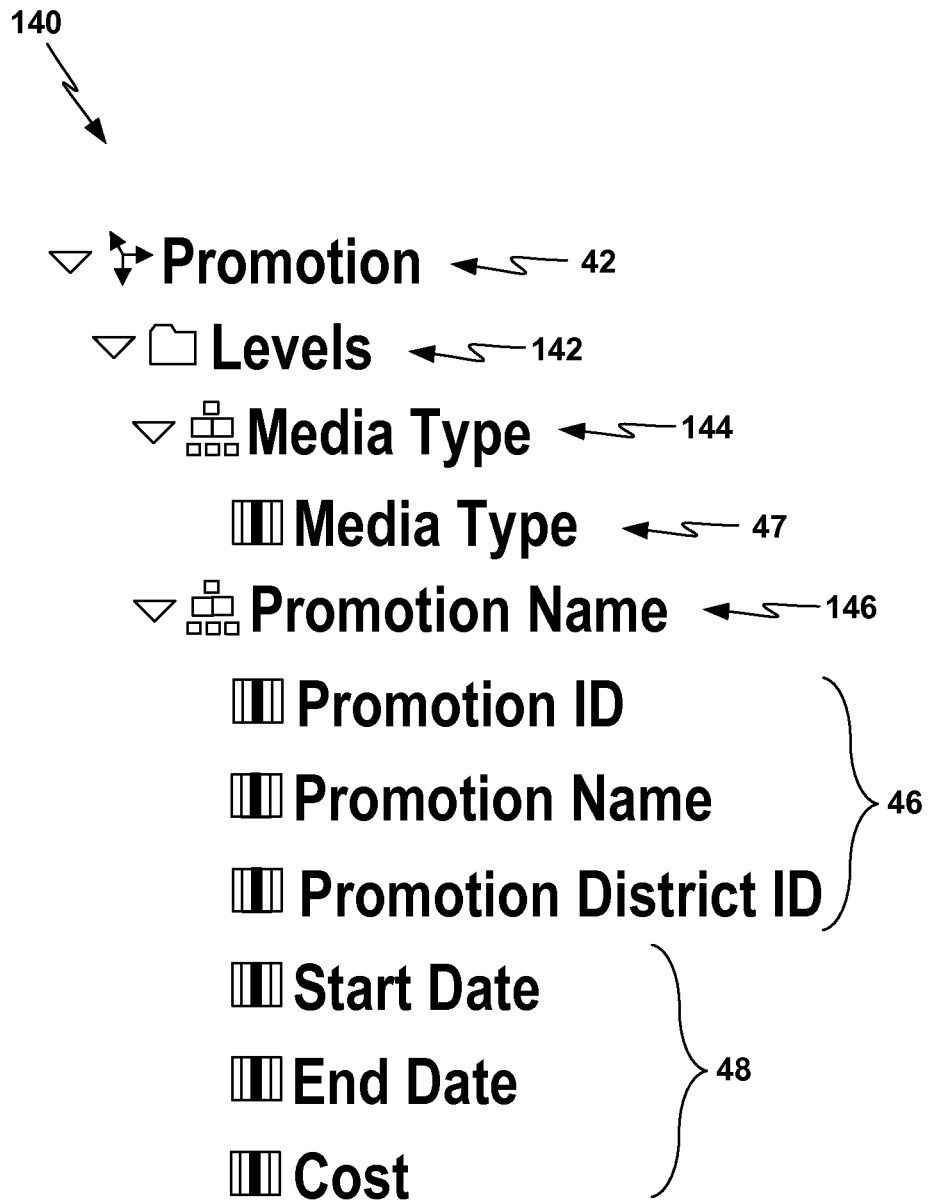 140
Promotion 42
Levels 142
Media Type 144
Media Type 47
Promotion Name 146
Promotion ID
Promotion Name 46
Promotion District ID
Start Date
End Date 48
Cost